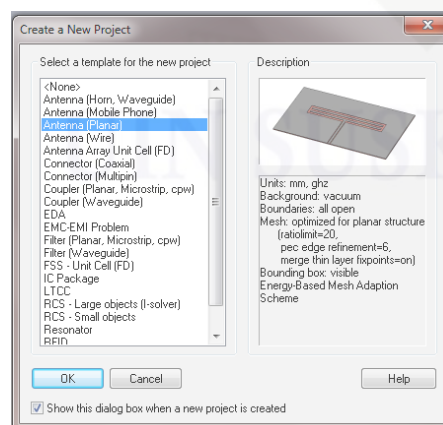 Create a New Project
Select a template for the new project
<None>
Antenna (Horn, Waveguide)
Antenna (Mobile Phone)
Antenna (Planar)
Antenna (Wire)
Antenna Array Unit Cell (FD)
Connector (Coaxial)
Connector (Multipin)
Coupler (Planar, Microstrip, cpw)
Coupler (Waveguide)
EDA
EMC-EMI Problem
Filter (Planar, Microstrip, cpw)
Filter (Waveguide)
FSS - Unit Cell (FD)
IC Package
LTCC
RCS - Large objects (I-solver)
RCS - Small objects
Resonator
RFID
Description
Units: mm, ghz
Background: vacuum
Boundaries: all open
Mesh: optimized for planar structure
(ratiolimit=20,
pec edge refinement=6,
merge thin layer fixpoints=on)
Bounding box: visible
Energy-Based Mesh Adaption
Scheme
OK
Cancel
Help
Show this dialog box when a new project is created